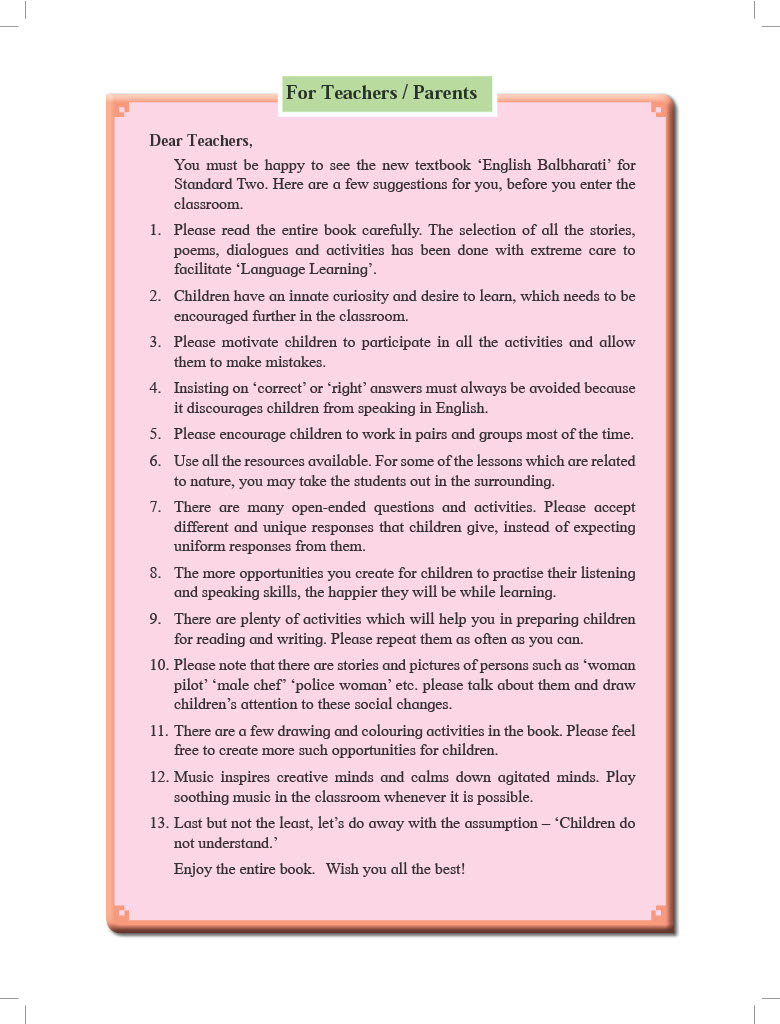 For Teachers / Parents
Dear Teachers,
You must be happy to see the new textbook ‘English Balbharati’ for
Standard Two. Here are a few suggestions for you, before you enter the
classroom.
1. Please read the entire book carefully. The selection of all the stories,
poems, dialogues and activities has been done with extreme care to
facilitate ‘Language Learning’.
2. Children have an innate curiosity and desire to learn, which needs to be
encouraged further in the classroom.
3. Please motivate children to participate in all the activities and allow
them to make mistakes.
4. Insisting on ‘correct’ or ‘right’ answers must always be avoided because
it discourages children from speaking in English.
5. Please encourage children to work in pairs and groups most of the time.
6. Use all the resources available. For some of the lessons which are related
to nature, you may take the students out in the surrounding.
7. There are many open-ended questions and activities. Please accept
different and unique responses that children give, instead of expecting
uniform responses from them.
8. The more opportunities you create for children to practise their listening
and speaking skills, the happier they will be while learning.
9. There are plenty of activities which will help you in preparing children
for reading and writing. Please repeat them as often as you can.
10. Please note that there are stories and pictures of persons such as ‘woman
pilot’ ‘male chef’ ‘police woman’ etc. please talk about them and draw
children’s attention to these social changes.
11. There are a few drawing and colouring activities in the book. Please feel
free to create more such opportunities for children.
12. Music inspires creative minds and calms down agitated minds. Play
soothing music in the classroom whenever it is possible.
13. Last but not the least, let’s do away with the assumption – ‘Children do
not understand.’
Enjoy the entire book. Wish you all the best!